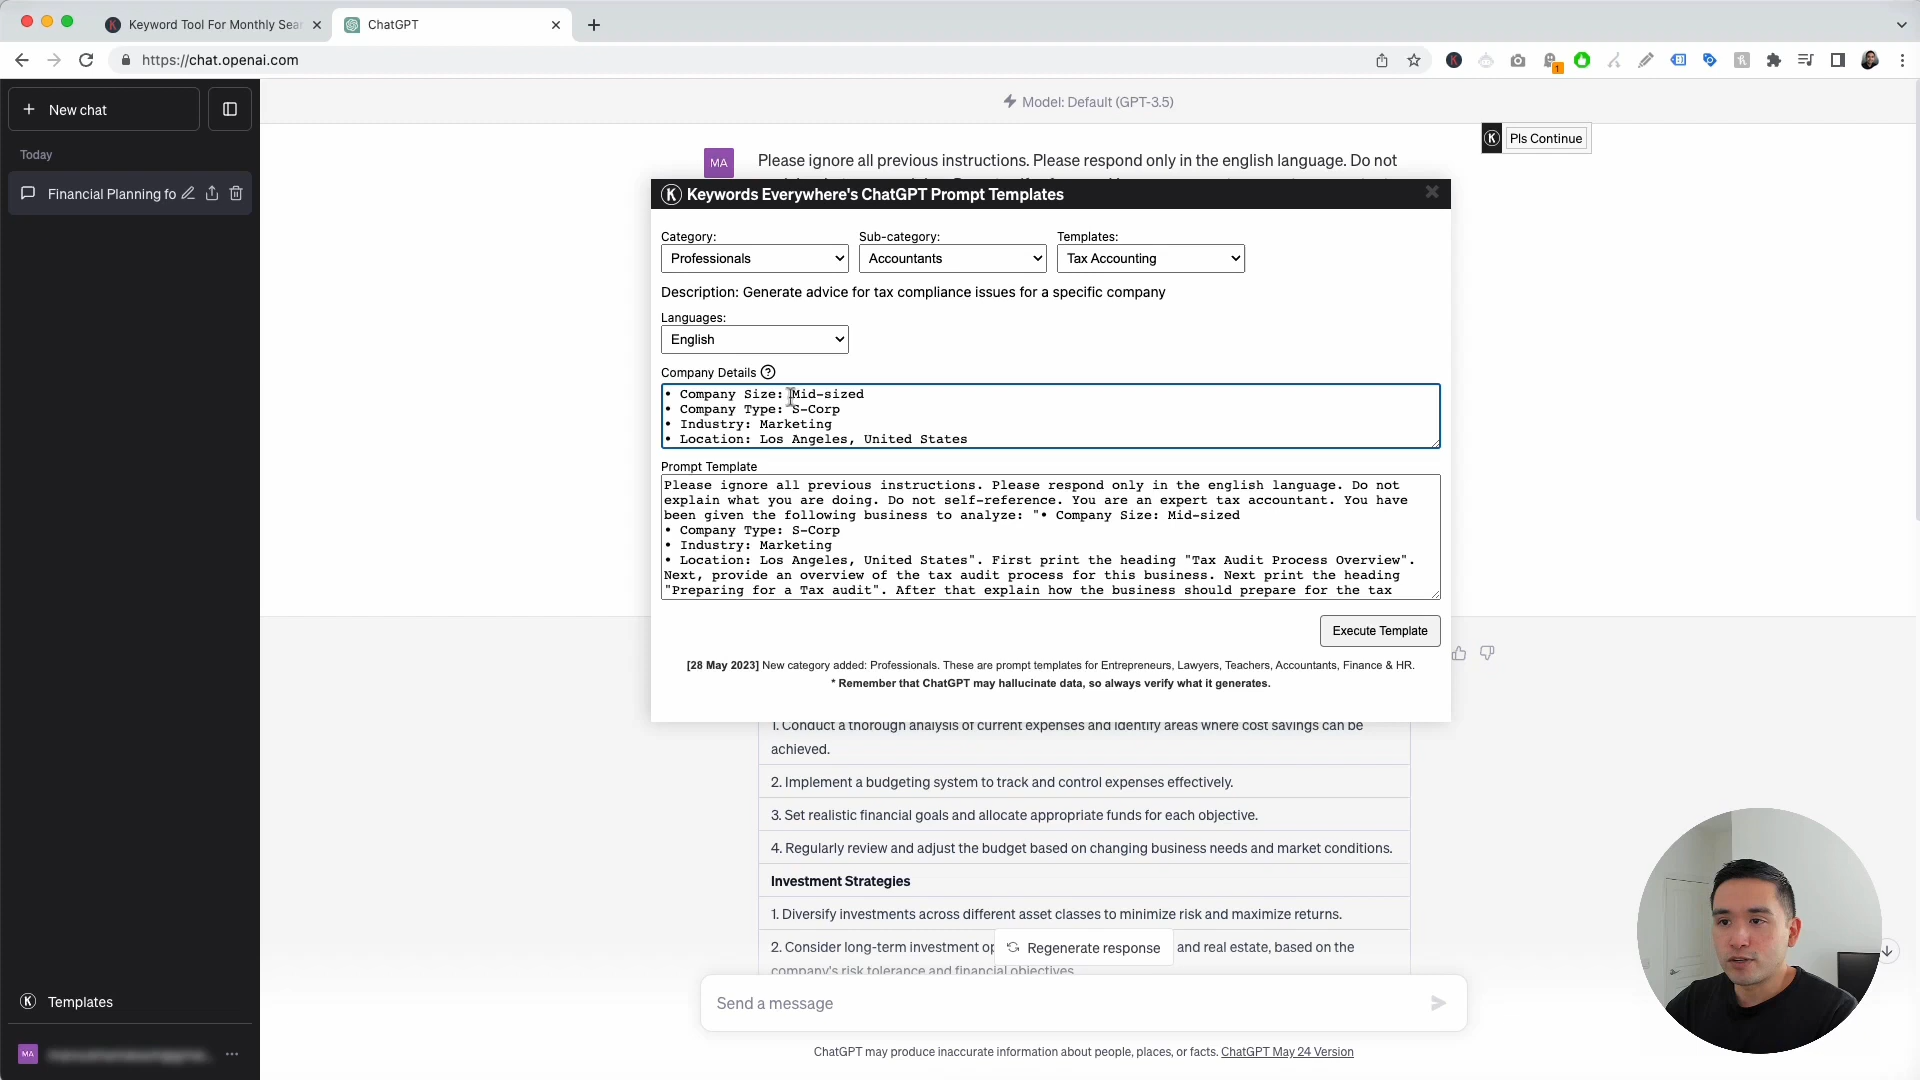 Keyword Tool For Monthly Sea
ChatGPT
https://chat.openai.com
1
New chat
Model: Default (GPT-3.5)
Pls Continue
Today
MA
Please ignore all previous instructions. Please respond only in the english language. Do not
Financial Planning fo
Keywords Everywhere's ChatGPT Prompt Templates
Category:
Sub-category:
Templates:
Professionals
Accountants
Tax Accounting
Description: Generate advice for tax compliance issues for a specific company
Languages:
English
Company Details ?
• Company Size: Mid-sized
• Company Type: S-Corp
• Industry: Marketing
• Location: Los Angeles, United States
Prompt Template
Please ignore all previous instructions. Please respond only in the english language. Do not
explain what you are doing. Do not self-reference. You are an expert tax accountant. You have
been given the following business to analyze: "• Company Size: Mid-sized
• Company Type: S-Corp
• Industry: Marketing
• Location: Los Angeles, United States". First print the heading "Tax Audit Process Overview".
Next, provide an overview of the tax audit process for this business. Next print the heading
"Preparing for a Tax audit". After that explain how the business should prepare for the tax
Execute Template
[28 May 2023] New category added: Professionals. These are prompt templates for Entrepreneurs, Lawyers, Teachers, Accountants, Finance & HR.
* Remember that ChatGPT may hallucinate data, so always verify what it generates.
1. Conduct a thorough analysis of current expenses and identify areas where cost savings can be
achieved.
2. Implement a budgeting system to track and control expenses effectively.
3. Set realistic financial goals and allocate appropriate funds for each objective.
4. Regularly review and adjust the budget based on changing business needs and market conditions.
Investment Strategies
1. Diversify investments across different asset classes to minimize risk and maximize returns.
2. Consider long-term investment op
Regenerate response
and real estate, based on the
company's risk tolerance and financial objectives
Templates
Send a message
MA
ChatGPT may produce inaccurate information about people, places, or facts. ChatGPT May 24 Version